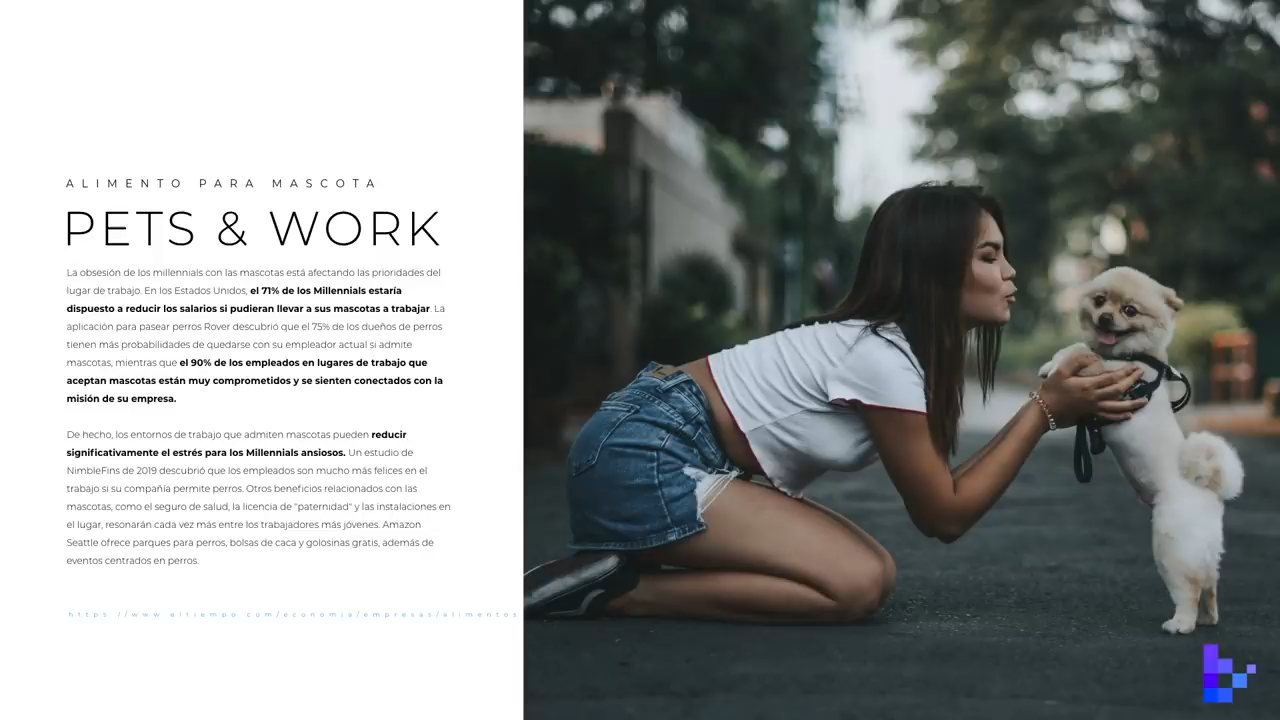 ALIMENTO PARA MASCOTA
PETS & WORK
La obsesión de los millennials con las mascotas está afectando las prioridades del
lugar de trabajo. En los Estados Unidos, el 71% de los Millennials estaría
dispuesto a reducir los salarios si pudieran llevar a sus mascotas a trabajar. La
aplicación para pasear perros Rover descubrió que el 75% de los dueños de perros
tienen más probabilidades de quedarse con su empleador actual si admite
mascotas, mientras que el 90% de los empleados en lugares de trabajo que
aceptan mascotas están muy comprometidos y se sienten conectados con la
misión de su empresa.
De hecho, los entornos de trabajo que admiten mascotas pueden reducir
significativamente el estrés para los Millennials ansiosos. Un estudio de
NimbleFins de 2019 descubrió que los empleados son mucho más felices en el
trabajo si su compañía permite perros. Otros beneficios relacionados con las
mascotas, como el seguro de salud, la licencia de "paternidad" y las instalaciones en
el lugar, resonarán cada vez más entre los trabajadores más jóvenes. Amazon
Seattle ofrece parques para perros, bolsas de caca y golosinas gratis, además de
eventos centrados en perros.
https://www.eltiempo.com/economia/empresas/alimentos